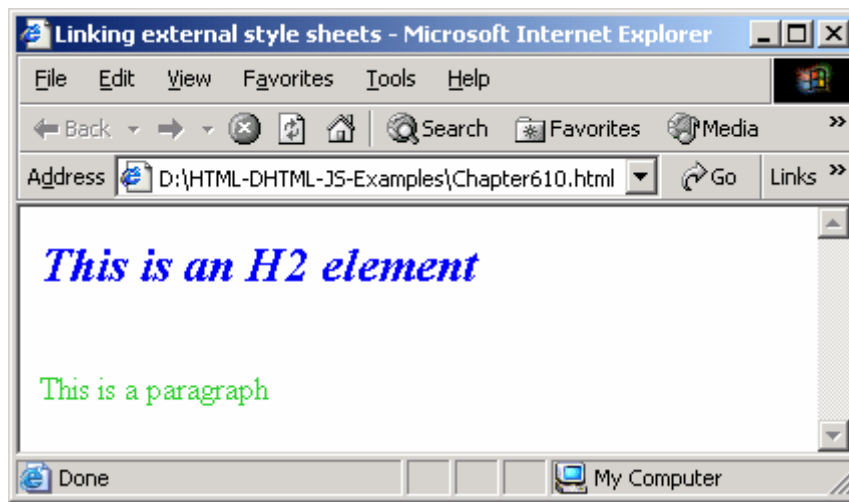 Linking external style sheets - Microsoft Internet Explorer
File Edit View Favorites Tools Help
Back Search Favorites Media »
Address D:\HTML-DHTML-JS-Examples\Chapter610.html Go Links »
This is an H2 element
This is a paragraph
Done My Computer